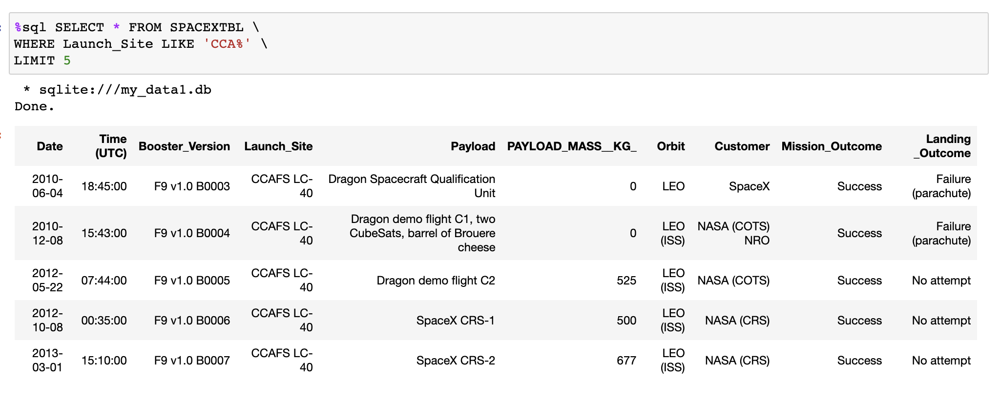 %sql SELECT * FROM SPACEXTBL \
WHERE Launch_Site LIKE 'CCA%' \
LIMIT 5
* sqlite:///my_data1.db
Done.
Date Time (UTC) Booster_Version Launch_Site Payload PAYLOAD_MASS__KG_ Orbit Customer Mission_Outcome Landing _Outcome
2010-06-04 18:45:00 F9 v1.0 B0003 CCAFS LC-40 Dragon Spacecraft Qualification Unit 0 LEO SpaceX Success Failure (parachute)
2010-12-08 15:43:00 F9 v1.0 B0004 CCAFS LC-40 Dragon demo flight C1, two CubeSats, barrel of Brouere cheese 0 LEO (ISS) NASA (COTS) NRO Success Failure (parachute)
2012-05-22 07:44:00 F9 v1.0 B0005 CCAFS LC-40 Dragon demo flight C2 525 LEO (ISS) NASA (COTS) Success No attempt
2012-10-08 00:35:00 F9 v1.0 B0006 CCAFS LC-40 SpaceX CRS-1 500 LEO (ISS) NASA (CRS) Success No attempt
2013-03-01 15:10:00 F9 v1.0 B0007 CCAFS LC-40 SpaceX CRS-2 677 LEO (ISS) NASA (CRS) Success No attempt